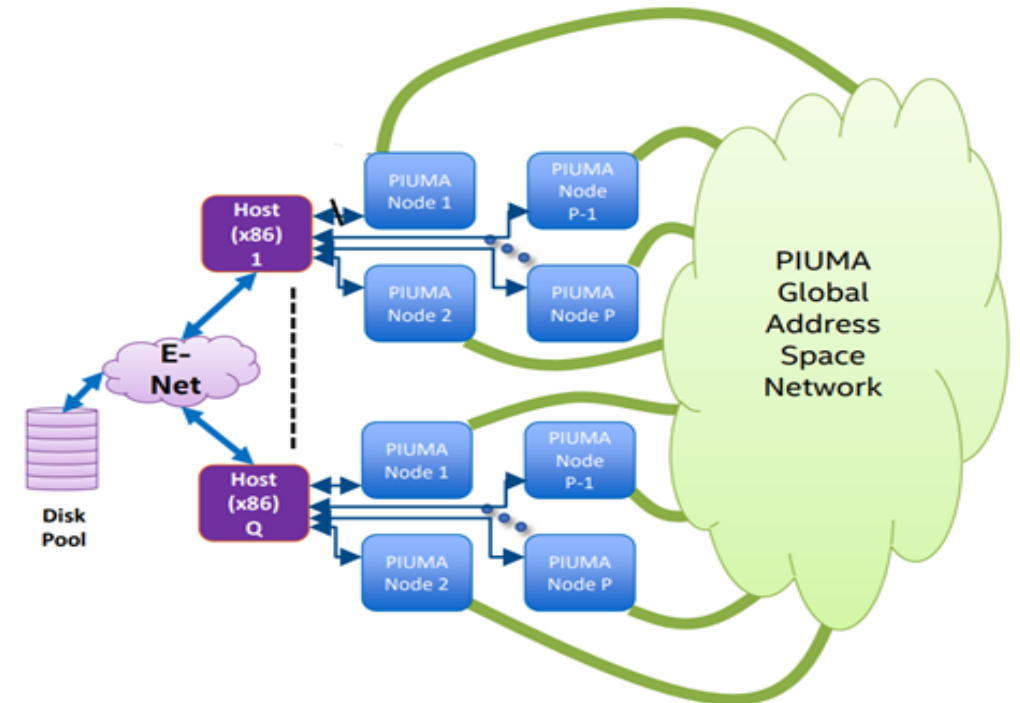 PIUMA
Node 1
PIUMA
Node
P-1
Host
(x86)
1
PIUMA
Node 2
PIUMA
Node P
PIUMA
Global
Address
Space
Network
E-
Net
Disk
Pool
PIUMA
Node 1
PIUMA
Node
P-1
Host
(x86)
Q
PIUMA
Node 2
PIUMA
Node P